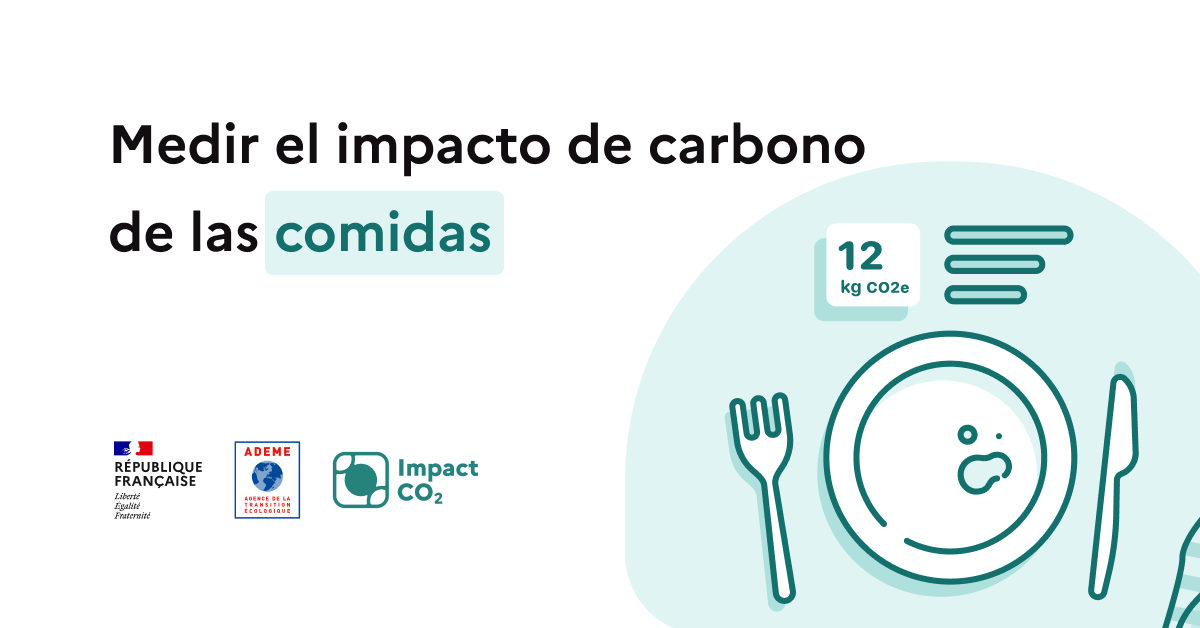 Medir el impacto de carbono
de las comidas
12
kg CO2e
RÉPUBLIQUE
FRANÇAISE
Liberté
Égalité
Fraternité
ADEME
AGENCE DE LA
TRANSITION
ÉCOLOGIQUE
Impact
CO₂